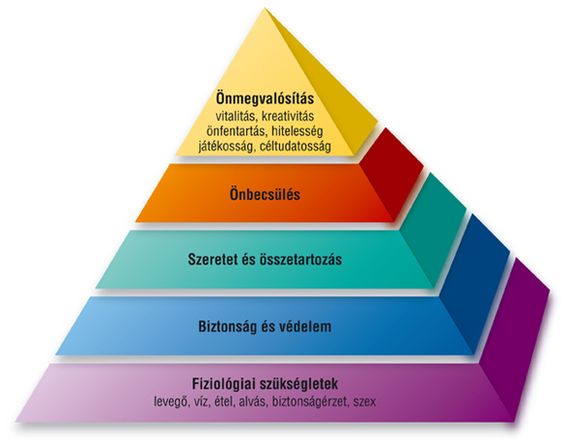 Önmegvalósítás
vitalitás, kreativitás
önfentartás, hitelesség
játékosság, céltudatosság
Önbecsülés
Szeretet és összetartozás
Biztonság és védelem
Fiziológiai szükségletek
levegő, víz, étel, alvás, biztonságérzet, szex